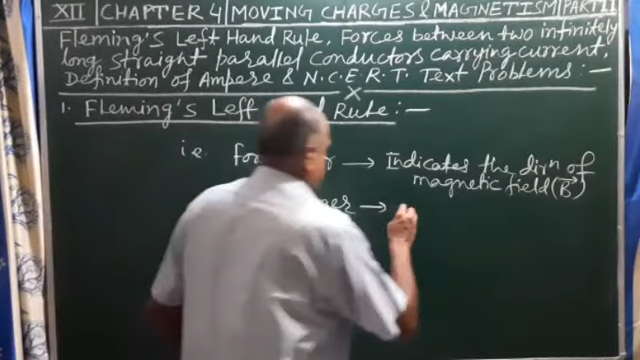 XII | CHAPTER 4 | MOVING CHARGES & MAGNETISM | PART 11
Fleming's Left Hand Rule, Forces between two infinitely
long straight parallel Conductors carrying current,
Definition of Ampere & N.C.E.R.T. Text Problems:—
1. Fleming's Left Rule:—
i.e. → Indicates the dirⁿ of
magnetic field (B⃗)
→